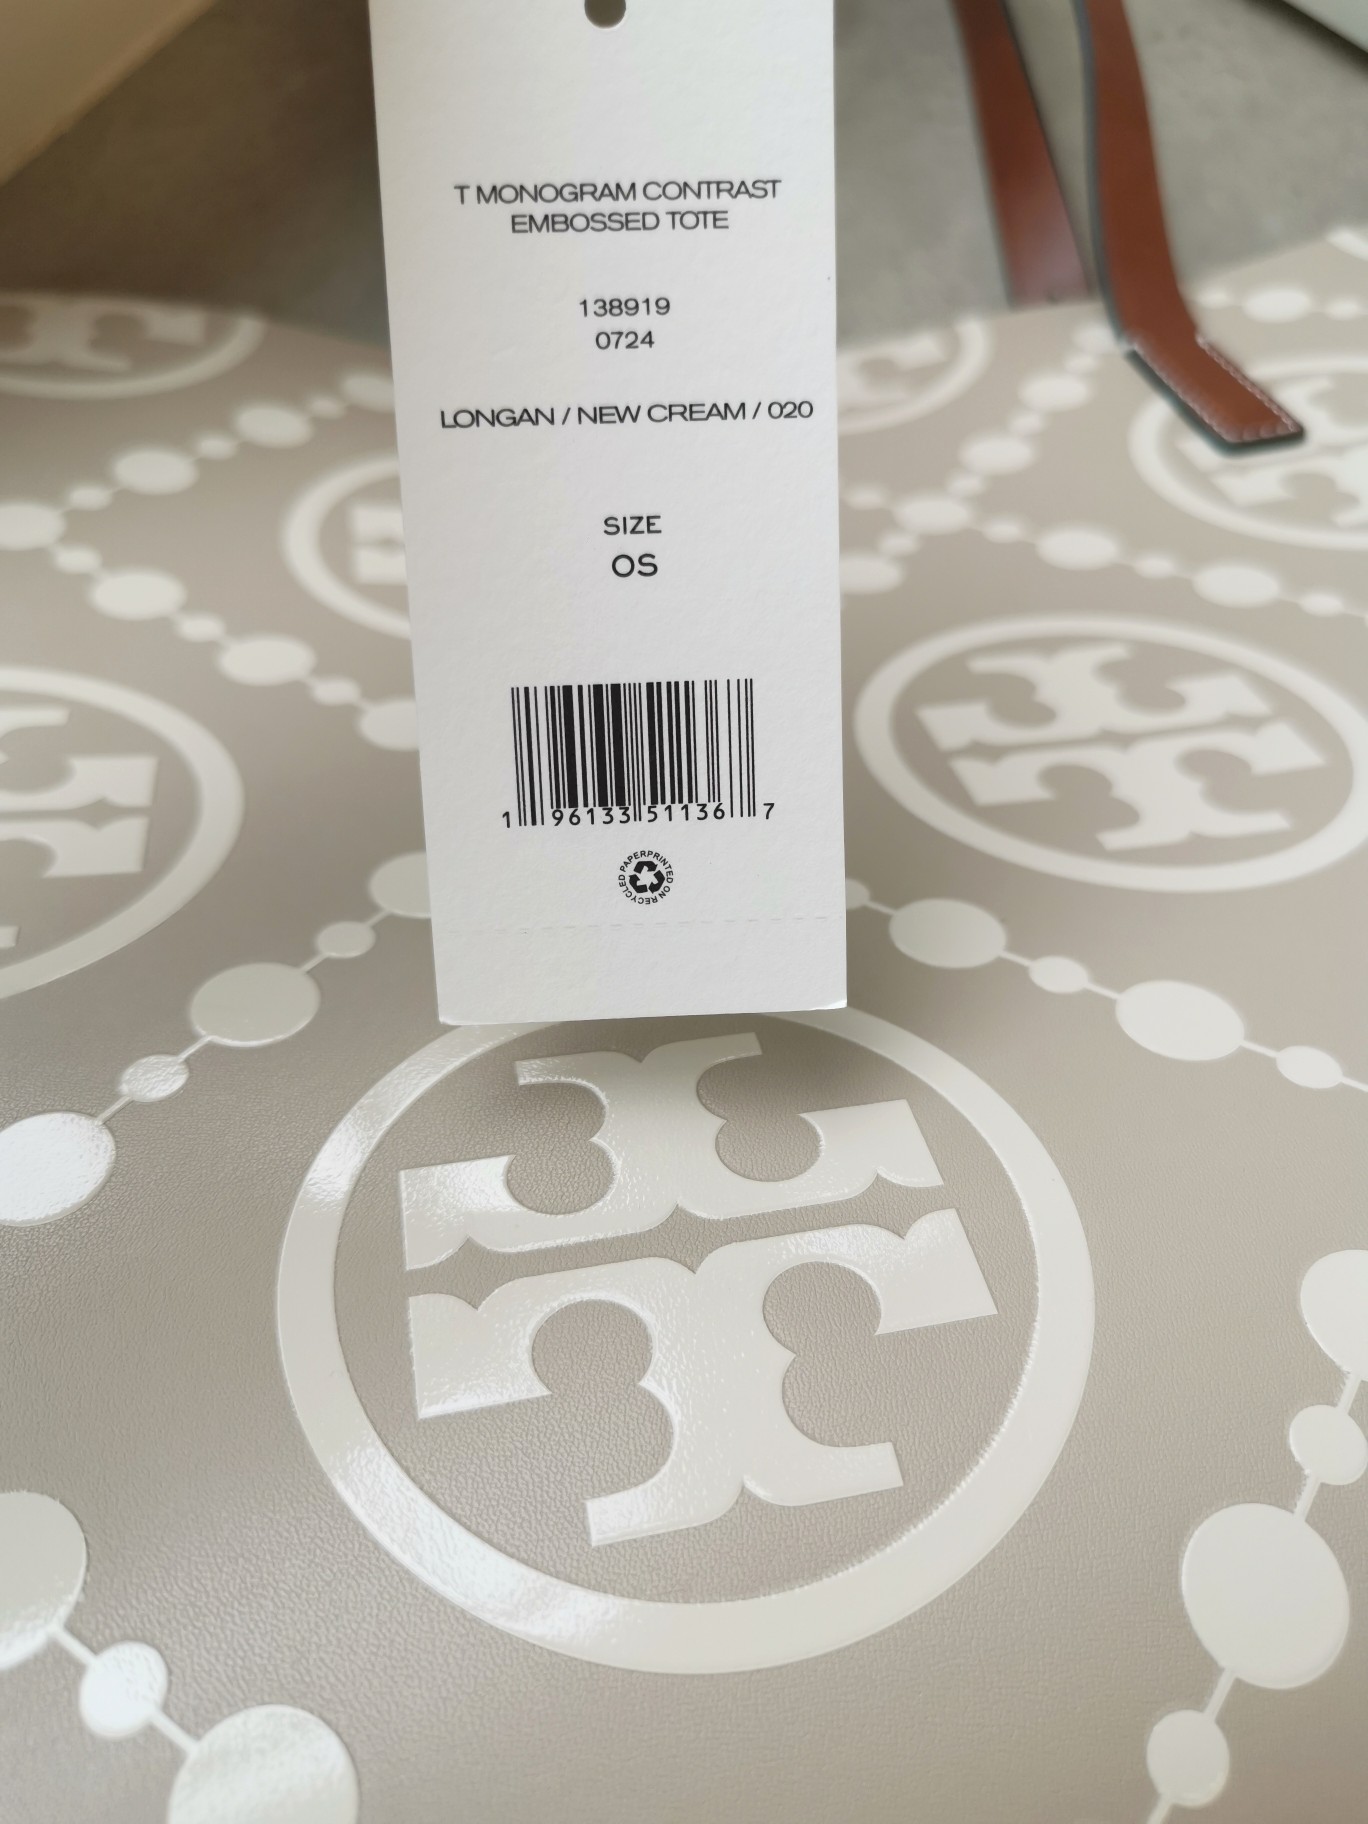 T MONOGRAM CONTRAST
EMBOSSED TOTE
138919
0724
LONGAN / NEW CREAM / 020
SIZE
OS
1 96133 51136 7
PRINTED ON RECYCLED PAPER